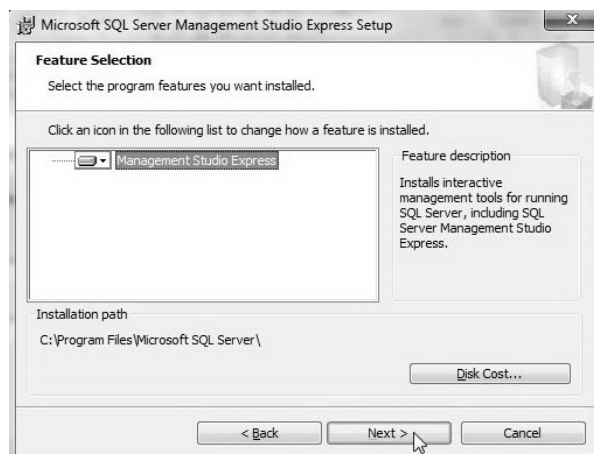 Microsoft SQL Server Management Studio Express Setup
X
Feature Selection
Select the program features you want installed.
Click an icon in the following list to change how a feature is installed.
Management Studio Express
Feature description
Installs interactive
management tools for running
SQL Server, including SQL
Server Management Studio
Express.
Installation path
C:\Program Files\Microsoft SQL Server\
Disk Cost...
< Back
Next >
Cancel